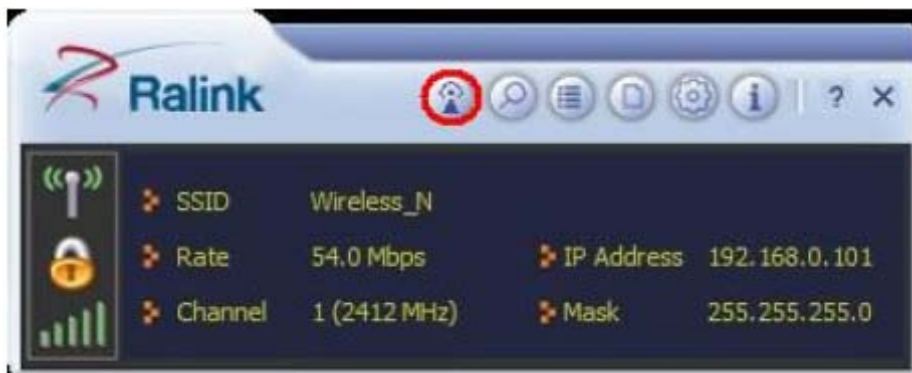 Ralink
i ? ×
SSID Wireless_N
Rate 54.0 Mbps IP Address 192.168.0.101
Channel 1 (2412 MHz) Mask 255.255.255.0